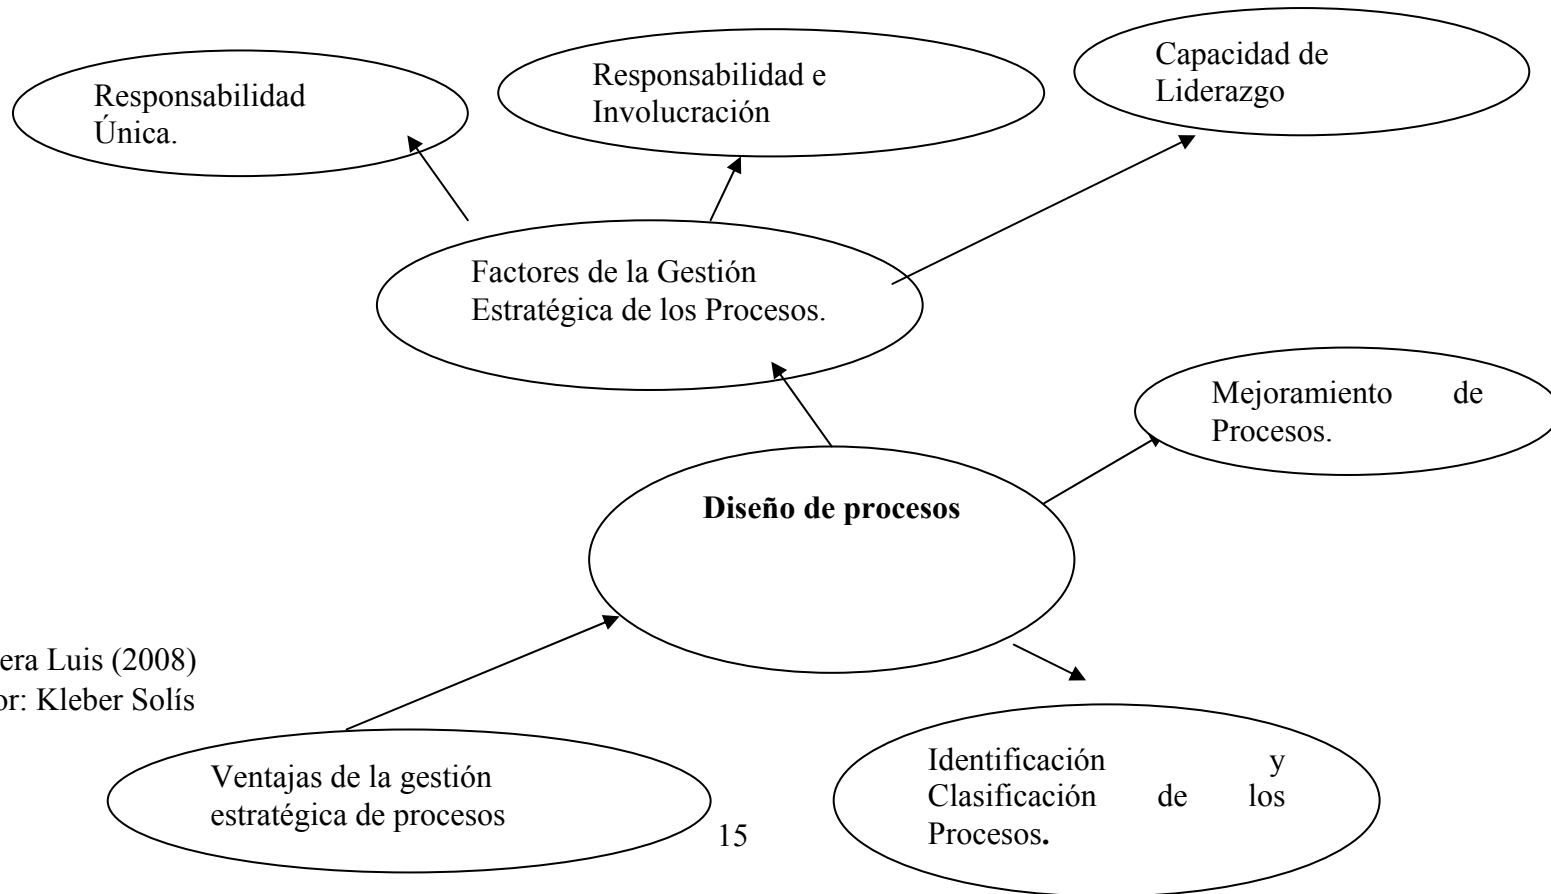 Capacidad de
Liderazgo
Responsabilidad e
Involucración
Responsabilidad
Única.
Factores de la Gestión
Estratégica de los Procesos.
Mejoramiento de
Procesos.
Diseño de procesos
era Luis (2008)
or: Kleber Solís
Ventajas de la gestión
estratégica de procesos
Identificación y
Clasificación de los
Procesos.
15